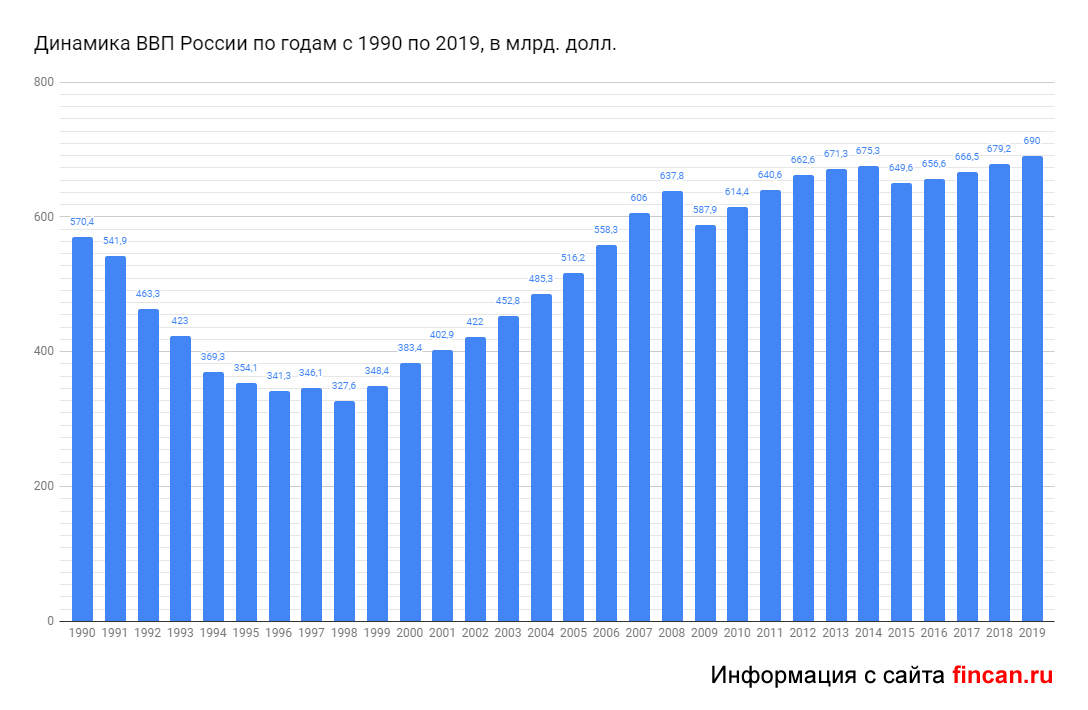 Динамика ВВП России по годам с 1990 по 2019, в млрд. долл.
800
600
400
200
0
570,4 541,9 463,3 423 369,3 354,1 341,3 346,1 327,6 348,4 383,4 402,9 422 452,8 485,3 516,2 558,3 606 637,8 587,9 614,4 640,6 662,6 671,3 675,3 649,6 656,6 666,5 679,2 690
1990 1991 1992 1993 1994 1995 1996 1997 1998 1999 2000 2001 2002 2003 2004 2005 2006 2007 2008 2009 2010 2011 2012 2013 2014 2015 2016 2017 2018 2019
Информация с сайта fincan.ru